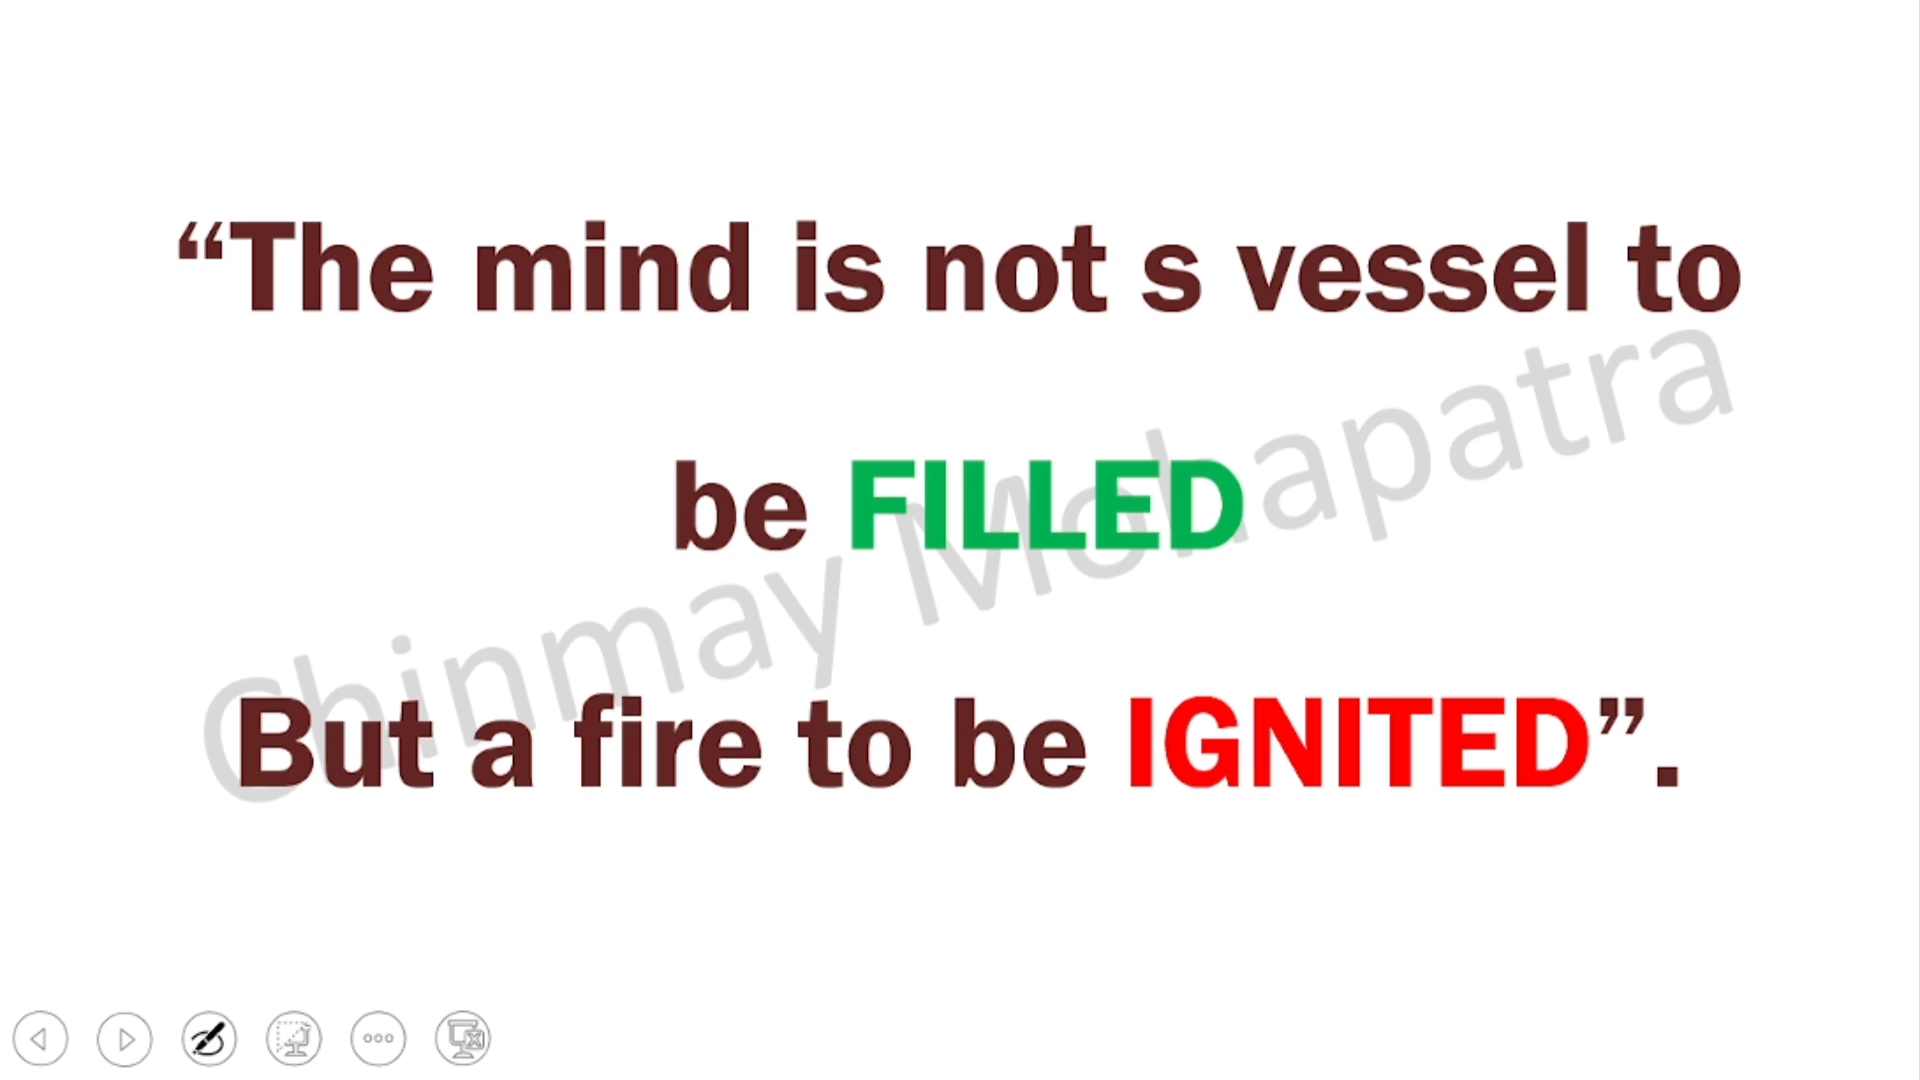 “The mind is not s vessel to
be FILLED
But a fire to be IGNITED”.
Chinmay Mohapatra